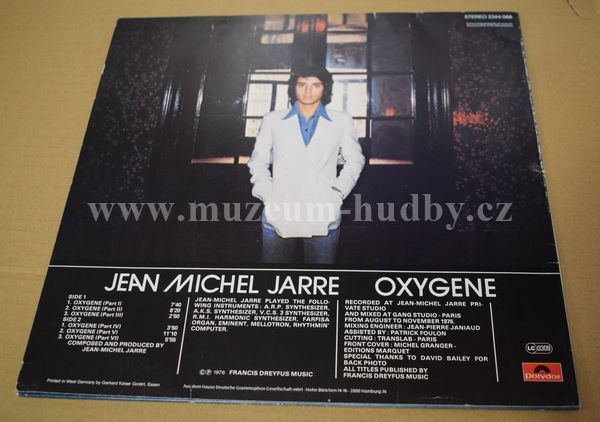 STEREO 2344 068
www.muzeum-hudby.cz
JEAN MICHEL JARRE OXYGENE
SIDE 1
1. OXYGENE (Part I) 7'40
2. OXYGENE (Part II) 8'20
3. OXYGENE (Part III) 2'50
SIDE 2
1. OXYGENE (Part IV) 3'50
2. OXYGENE (Part V) 11'10
3. OXYGENE (Part VI) 5'55
COMPOSED AND PRODUCED BY
JEAN-MICHEL JARRE
JEAN-MICHEL JARRE PLAYED THE FOLLO-
WING INSTRUMENTS: A.R.P. SYNTHESIZER,
A.K.S. SYNTHESIZER, V.C.S. 3 SYNTHESIZER,
R.M.I. HARMONIC SYNTHESIZER, FARFISA
ORGAN, EMINENT, MELLOTRON, RHYTHMIN'
COMPUTER.
RECORDED AT JEAN-MICHEL JARRE PRI-
VATE STUDIO
AND MIXED AT GANG STUDIO - PARIS
FROM AUGUST TO NOVEMBER 1976.
MIXING ENGINEER : JEAN-PIERRE JANIAUD
ASSISTED BY : PATRICK FOULON
CUTTING : TRANSLAB - PARIS
FRONT COVER : MICHEL GRANGER -
EDITIONS MARQUET
SPECIAL THANKS TO DAVID BAILEY FOR
BACK PHOTO
ALL TITLES PUBLISHED BY
FRANCIS DREYFUS MUSIC
©℗ 1976 FRANCIS DREYFUS MUSIC
LC 0309
Polydor
Printed in West Germany by Gerhard Kaiser GmbH, Essen
Aus dem Hause Deutsche Grammophon Gesellschaft mbH · Hohe Bleichen 14-16 · 2000 Hamburg 36